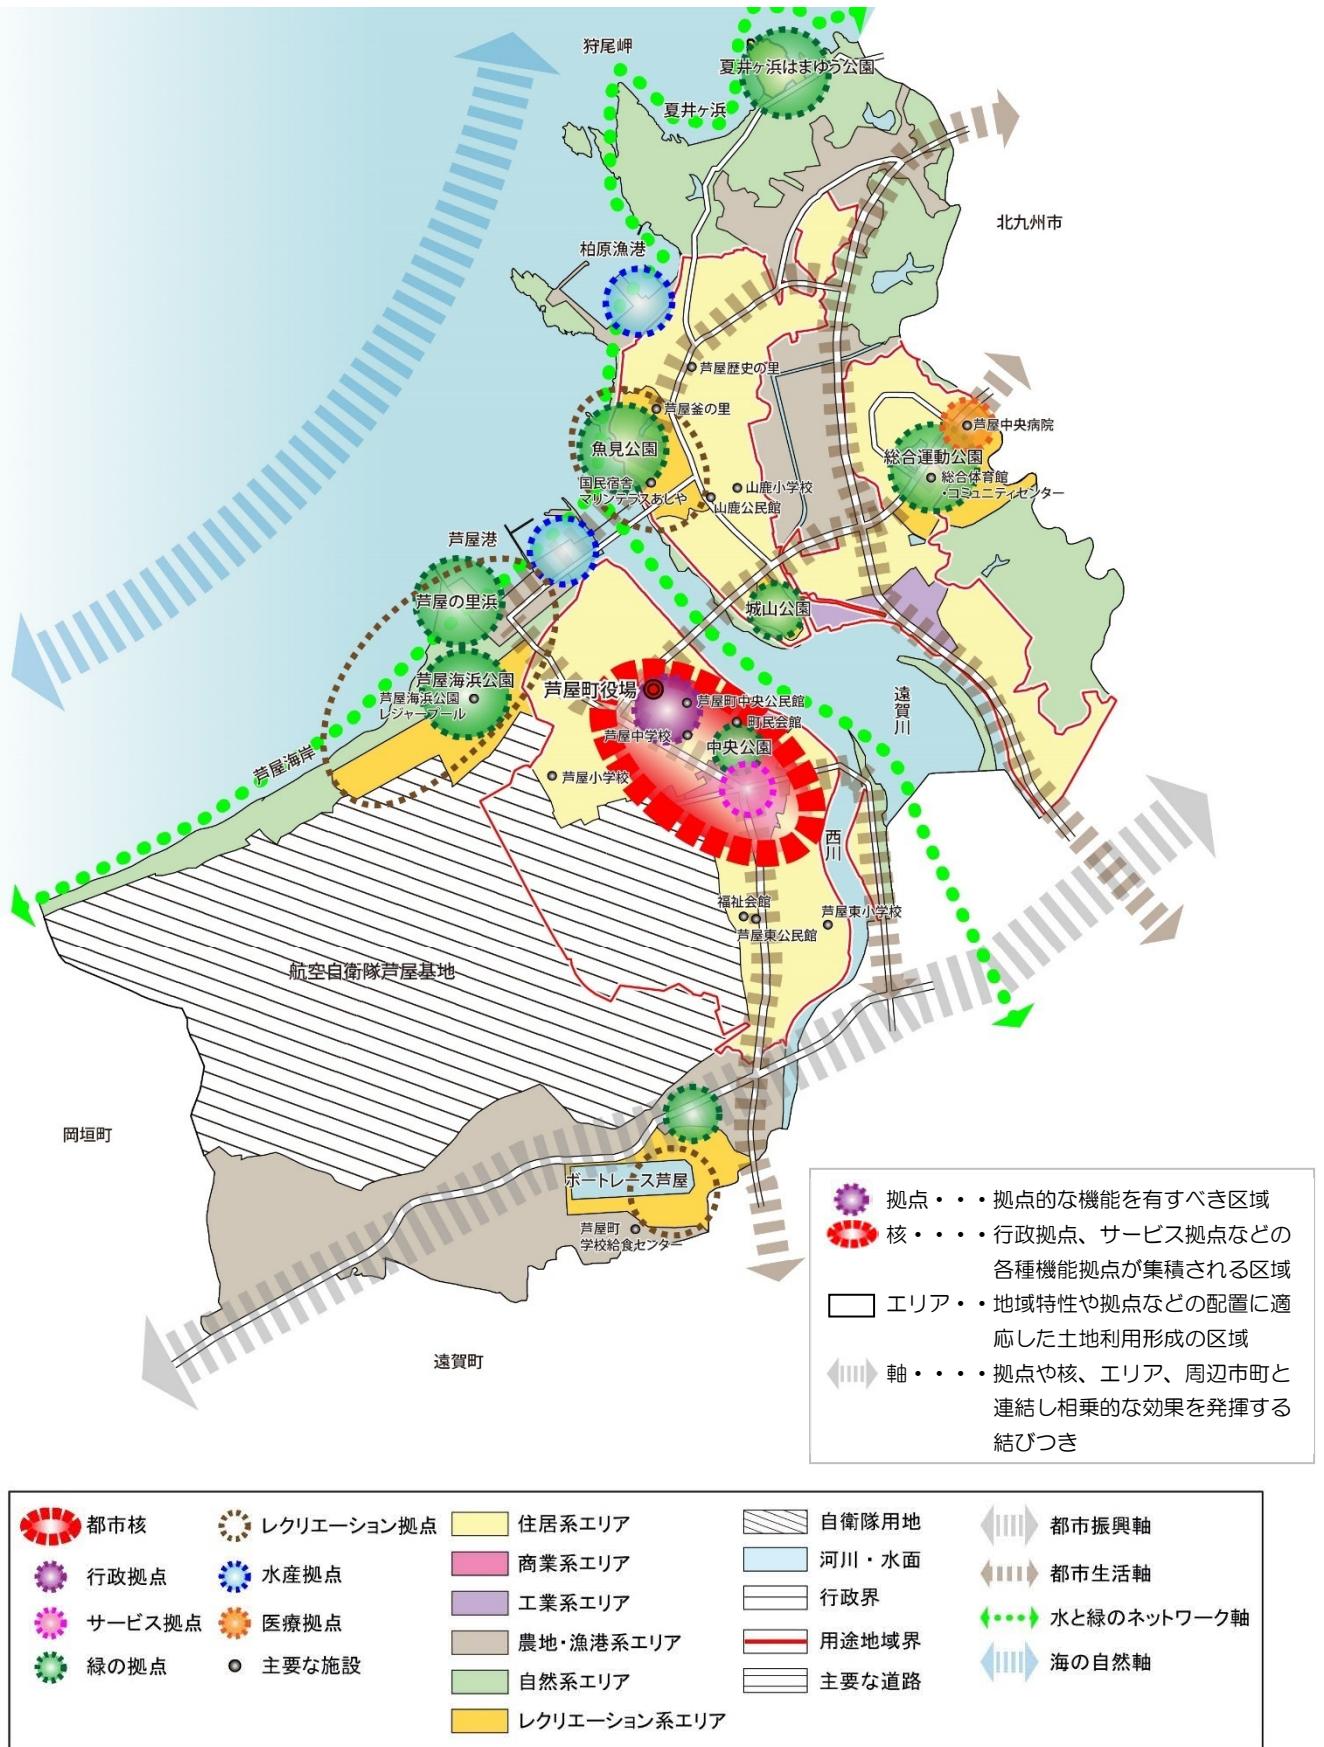 狩尾岬
夏井ヶ浜はまゆう公園
夏井ヶ浜
北九州市
柏原漁港
芦屋歴史の里
芦屋釜の里
芦屋中央病院
魚見公園
総合運動公園
国民宿舎
マリンテラスあしや
山鹿小学校
山鹿公民館
総合体育館
・コミュニティセンター
芦屋港
芦屋の里浜
城山公園
芦屋海浜公園
芦屋海浜公園
レジャープール
芦屋町役場
芦屋町中央公民館
町民会館
芦屋中学校
中央公園
遠賀川
芦屋海岸
芦屋小学校
西川
福祉会館
芦屋東小学校
芦屋東公民館
航空自衛隊芦屋基地
岡垣町
ボートレース芦屋
芦屋町
学校給食センター
遠賀町
拠点・・・拠点的な機能を有すべき区域
核・・・・行政拠点、サービス拠点などの
各種機能拠点が集積される区域
エリア・・地域特性や拠点などの配置に適
応した土地利用形成の区域
軸・・・・拠点や核、エリア、周辺市町と
連結し相乗的な効果を発揮する
結びつき
都市核
行政拠点
サービス拠点
緑の拠点
レクリエーション拠点
水産拠点
医療拠点
主要な施設
住居系エリア
商業系エリア
工業系エリア
農地・漁港系エリア
自然系エリア
レクリエーション系エリア
自衛隊用地
河川・水面
行政界
用途地域界
主要な道路
都市振興軸
都市生活軸
水と緑のネットワーク軸
海の自然軸